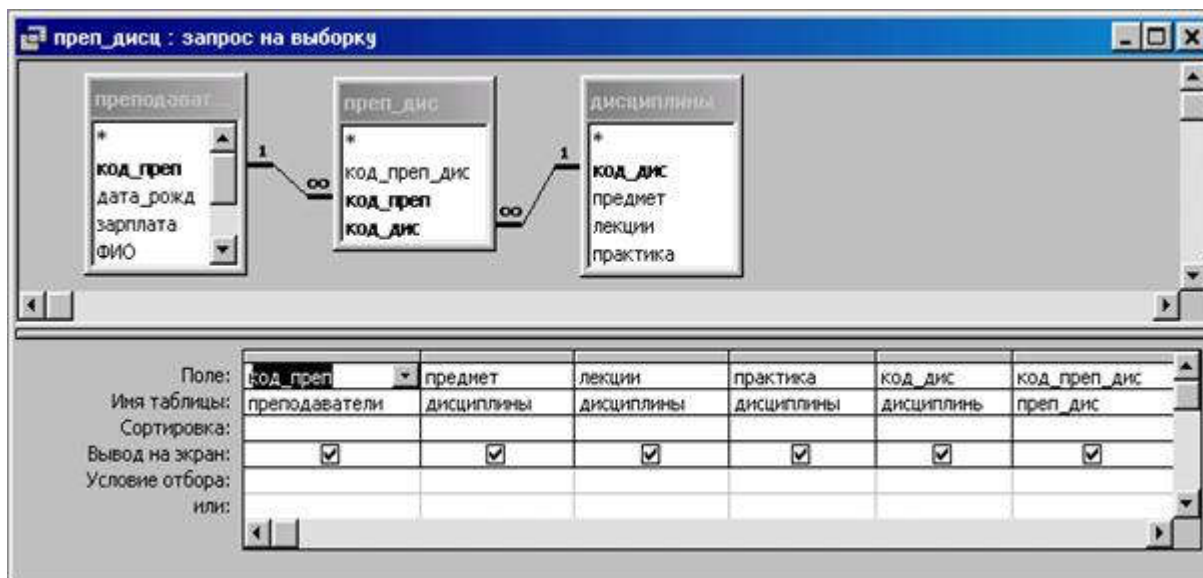 преп_дисц : запрос на выборку
преподават...
*
код_преп
дата_рожд
зарплата
ФИО
1
∞
преп_дис
*
код_преп_дис
код_преп
код_дис
∞
1
дисциплины
*
код_дис
предмет
лекции
практика
Поле: код_преп предмет лекции практика код_дис код_преп_дис
Имя таблицы: преподаватели дисциплины дисциплины дисциплины дисциплинь преп_дис
Сортировка:
Вывод на экран:
Условие отбора:
или: